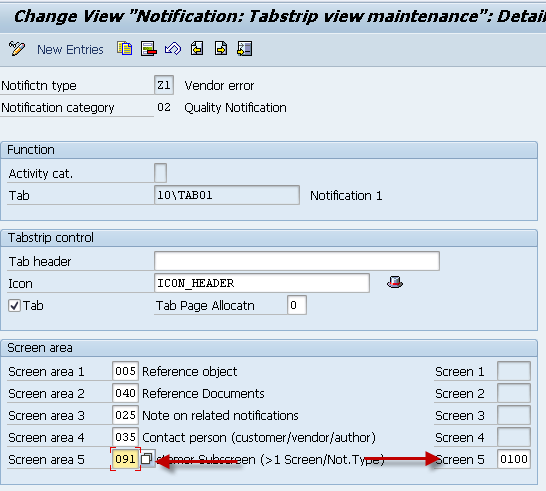 Change View "Notification: Tabstrip view maintenance": Detai
New Entries
Notifictn type Z1 Vendor error
Notification category 02 Quality Notification
Function
Activity cat.
Tab 10\TAB01 Notification 1
Tabstrip control
Tab header
Icon ICON_HEADER
Tab Tab Page Allocatn 0
Screen area
Screen area 1 005 Reference object Screen 1
Screen area 2 040 Reference Documents Screen 2
Screen area 3 025 Note on related notifications Screen 3
Screen area 4 035 Contact person (customer/vendor/author) Screen 4
Screen area 5 091 Subscreen (>1 Screen/Not.Type) Screen 5 0100